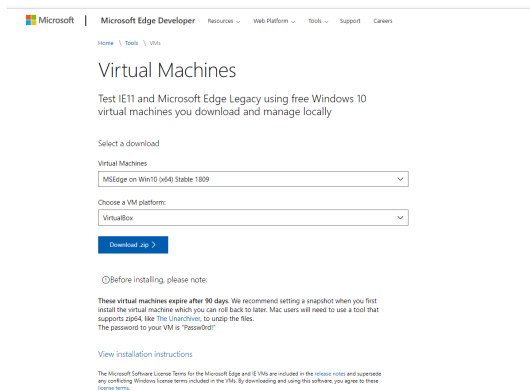 Microsoft | Microsoft Edge Developer Resources Web Platform Tools Support Careers
Home \ Tools \ VMs
Virtual Machines
Test IE11 and Microsoft Edge Legacy using free Windows 10
virtual machines you download and manage locally
Select a download
Virtual Machines
MSEdge on Win10 (x64) Stable 1809
Choose a VM platform:
VirtualBox
Download .zip >
Before installing, please note:
These virtual machines expire after 90 days. We recommend setting a snapshot when you first
install the virtual machine which you can roll back to later. Mac users will need to use a tool that
supports zip64, like The Unarchiver, to unzip the files.
The password to your VM is "Passw0rd!"
View installation instructions
The Microsoft Software License Terms for the Microsoft Edge and IE VMs are included in the release notes and supersede
any conflicting Windows license terms included in the VMs. By downloading and using this software, you agree to these
license terms.